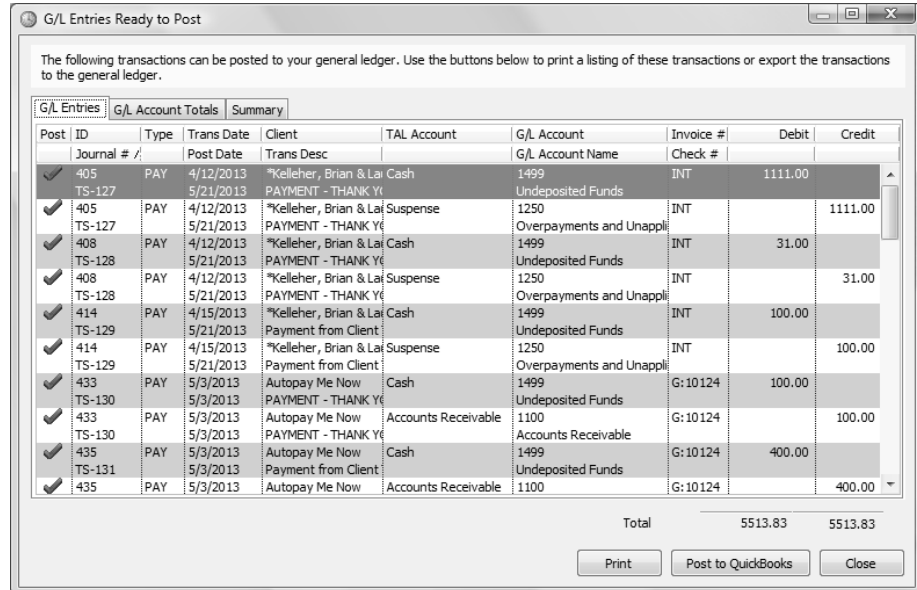 G/L Entries Ready to Post
The following transactions can be posted to your general ledger. Use the buttons below to print a listing of these transactions or export the transactions
to the general ledger.
G/L Entries G/L Account Totals Summary
Post ID Type Trans Date Client TAL Account G/L Account Invoice # Debit Credit
Journal # / Post Date Trans Desc G/L Account Name Check #
405 PAY 4/12/2013 *Kelleher, Brian & La Cash 1499 INT 1111.00
TS-127 5/21/2013 PAYMENT - THANK YO Undeposited Funds
405 PAY 4/12/2013 *Kelleher, Brian & La Suspense 1250 INT 1111.00
TS-127 5/21/2013 PAYMENT - THANK YO Overpayments and Unappli
408 PAY 4/12/2013 *Kelleher, Brian & La Cash 1499 INT 31.00
TS-128 5/21/2013 PAYMENT - THANK YO Undeposited Funds
408 PAY 4/12/2013 *Kelleher, Brian & La Suspense 1250 INT 31.00
TS-128 5/21/2013 PAYMENT - THANK YO Overpayments and Unappli
414 PAY 4/15/2013 *Kelleher, Brian & La Cash 1499 INT 100.00
TS-129 5/21/2013 Payment from Client Undeposited Funds
414 PAY 4/15/2013 *Kelleher, Brian & La Suspense 1250 INT 100.00
TS-129 5/21/2013 Payment from Client Overpayments and Unappli
433 PAY 5/3/2013 Autopay Me Now Cash 1499 G:10124 100.00
TS-130 5/3/2013 PAYMENT - THANK YO Undeposited Funds
433 PAY 5/3/2013 Autopay Me Now Accounts Receivable 1100 G:10124 100.00
TS-130 5/3/2013 PAYMENT - THANK YO Accounts Receivable
435 PAY 5/3/2013 Autopay Me Now Cash 1499 G:10124 400.00
TS-131 5/3/2013 Payment from Client Undeposited Funds
435 PAY 5/3/2013 Autopay Me Now Accounts Receivable 1100 G:10124 400.00
Total 5513.83 5513.83
Print Post to QuickBooks Close